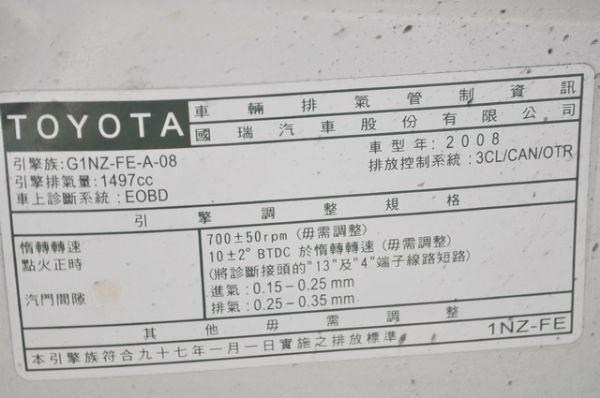 TOYOTA
車輛排氣管制資訊
國瑞汽車股份有限公司
引擎族:G1NZ-FE-A-08
車型年:2008
引擎排氣量:1497cc
排放控制系統:3CL/CAN/OTR
車上診斷系統:EOBD
引擎調整規格
惰轉轉速 700±50rpm (毋需調整)
點火正時 10±2° BTDC 於惰轉轉速 (毋需調整)
(將診斷接頭的"13"及"4"端子線路短路)
汽門間隙 進氣:0.15-0.25mm
排氣:0.25-0.35mm
其他毋需調整
本引擎族符合九十七年一月一日實施之排放標準
1NZ-FE